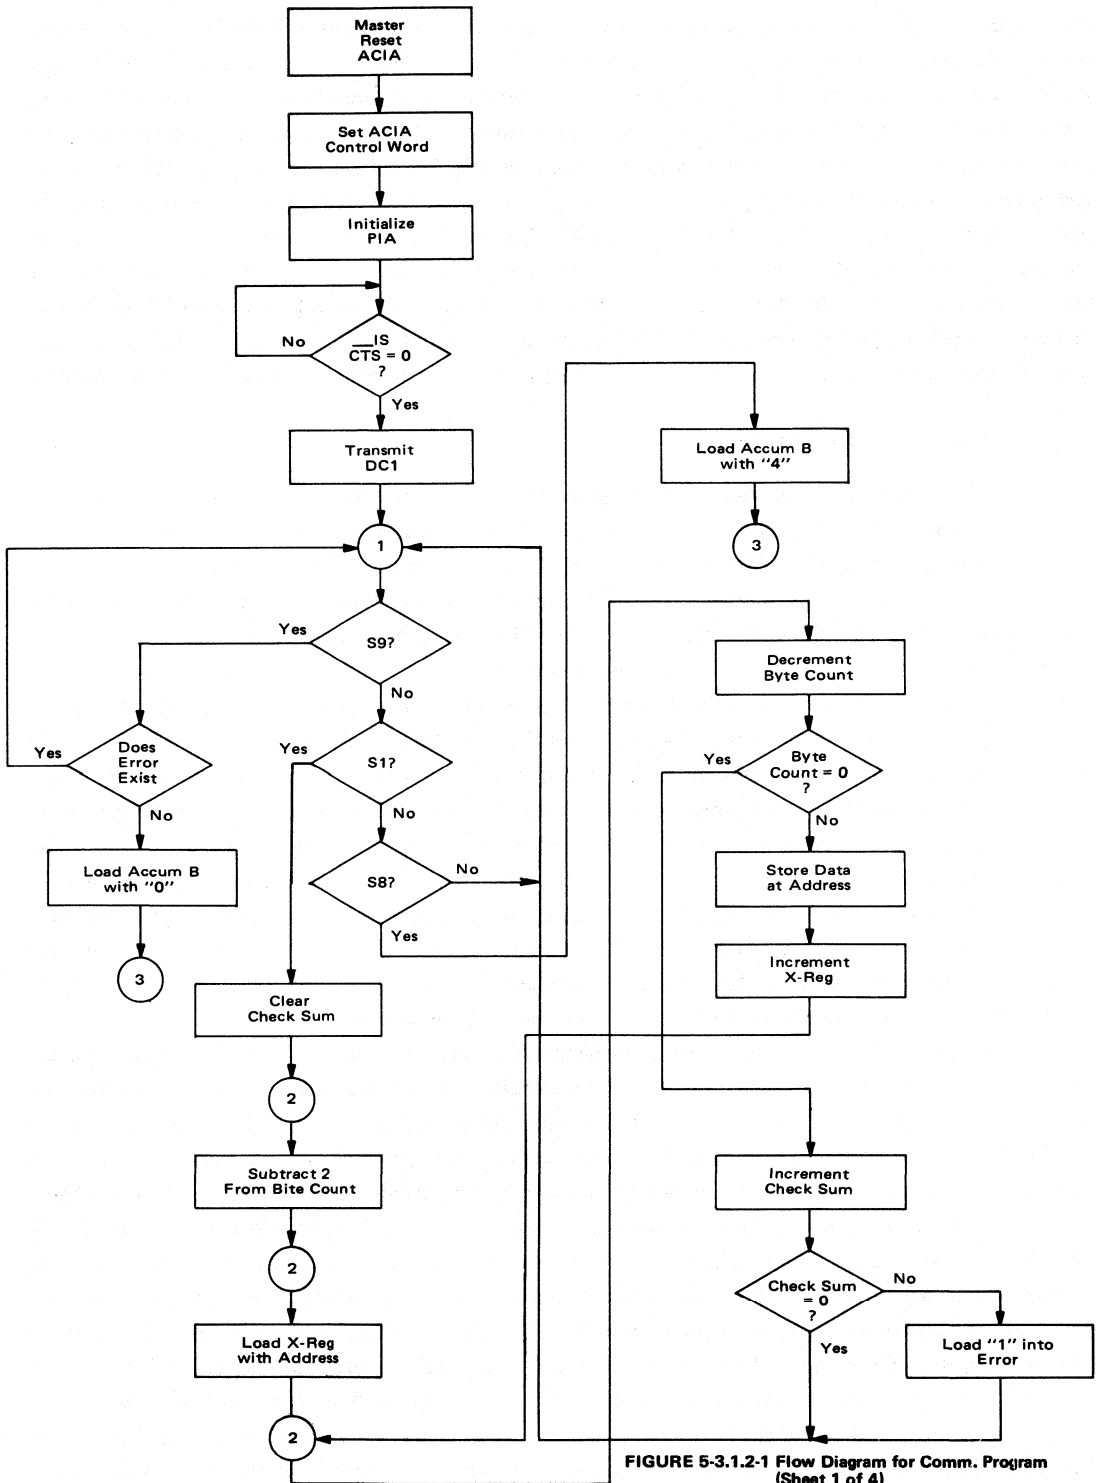 Master
Reset
ACIA
Set ACIA
Control Word
Initialize
PIA
IS
CTS = 0
?
No
Yes
Transmit
DC1
1
S9?
Yes
No
Does
Error
Exist
Yes
No
Load Accum B
with "0"
3
S1?
Yes
No
S8?
No
Yes
Load Accum B
with "4"
3
Clear
Check Sum
2
Subtract 2
From Bite Count
2
Load X-Reg
with Address
2
Decrement
Byte Count
Byte
Count = 0
?
Yes
No
Store Data
at Address
Increment
X-Reg
Increment
Check Sum
Check Sum
= 0
?
No
Yes
Load "1" into
Error
FIGURE 5-3.1.2-1 Flow Diagram for Comm. Program
(Sheet 1 of 4)